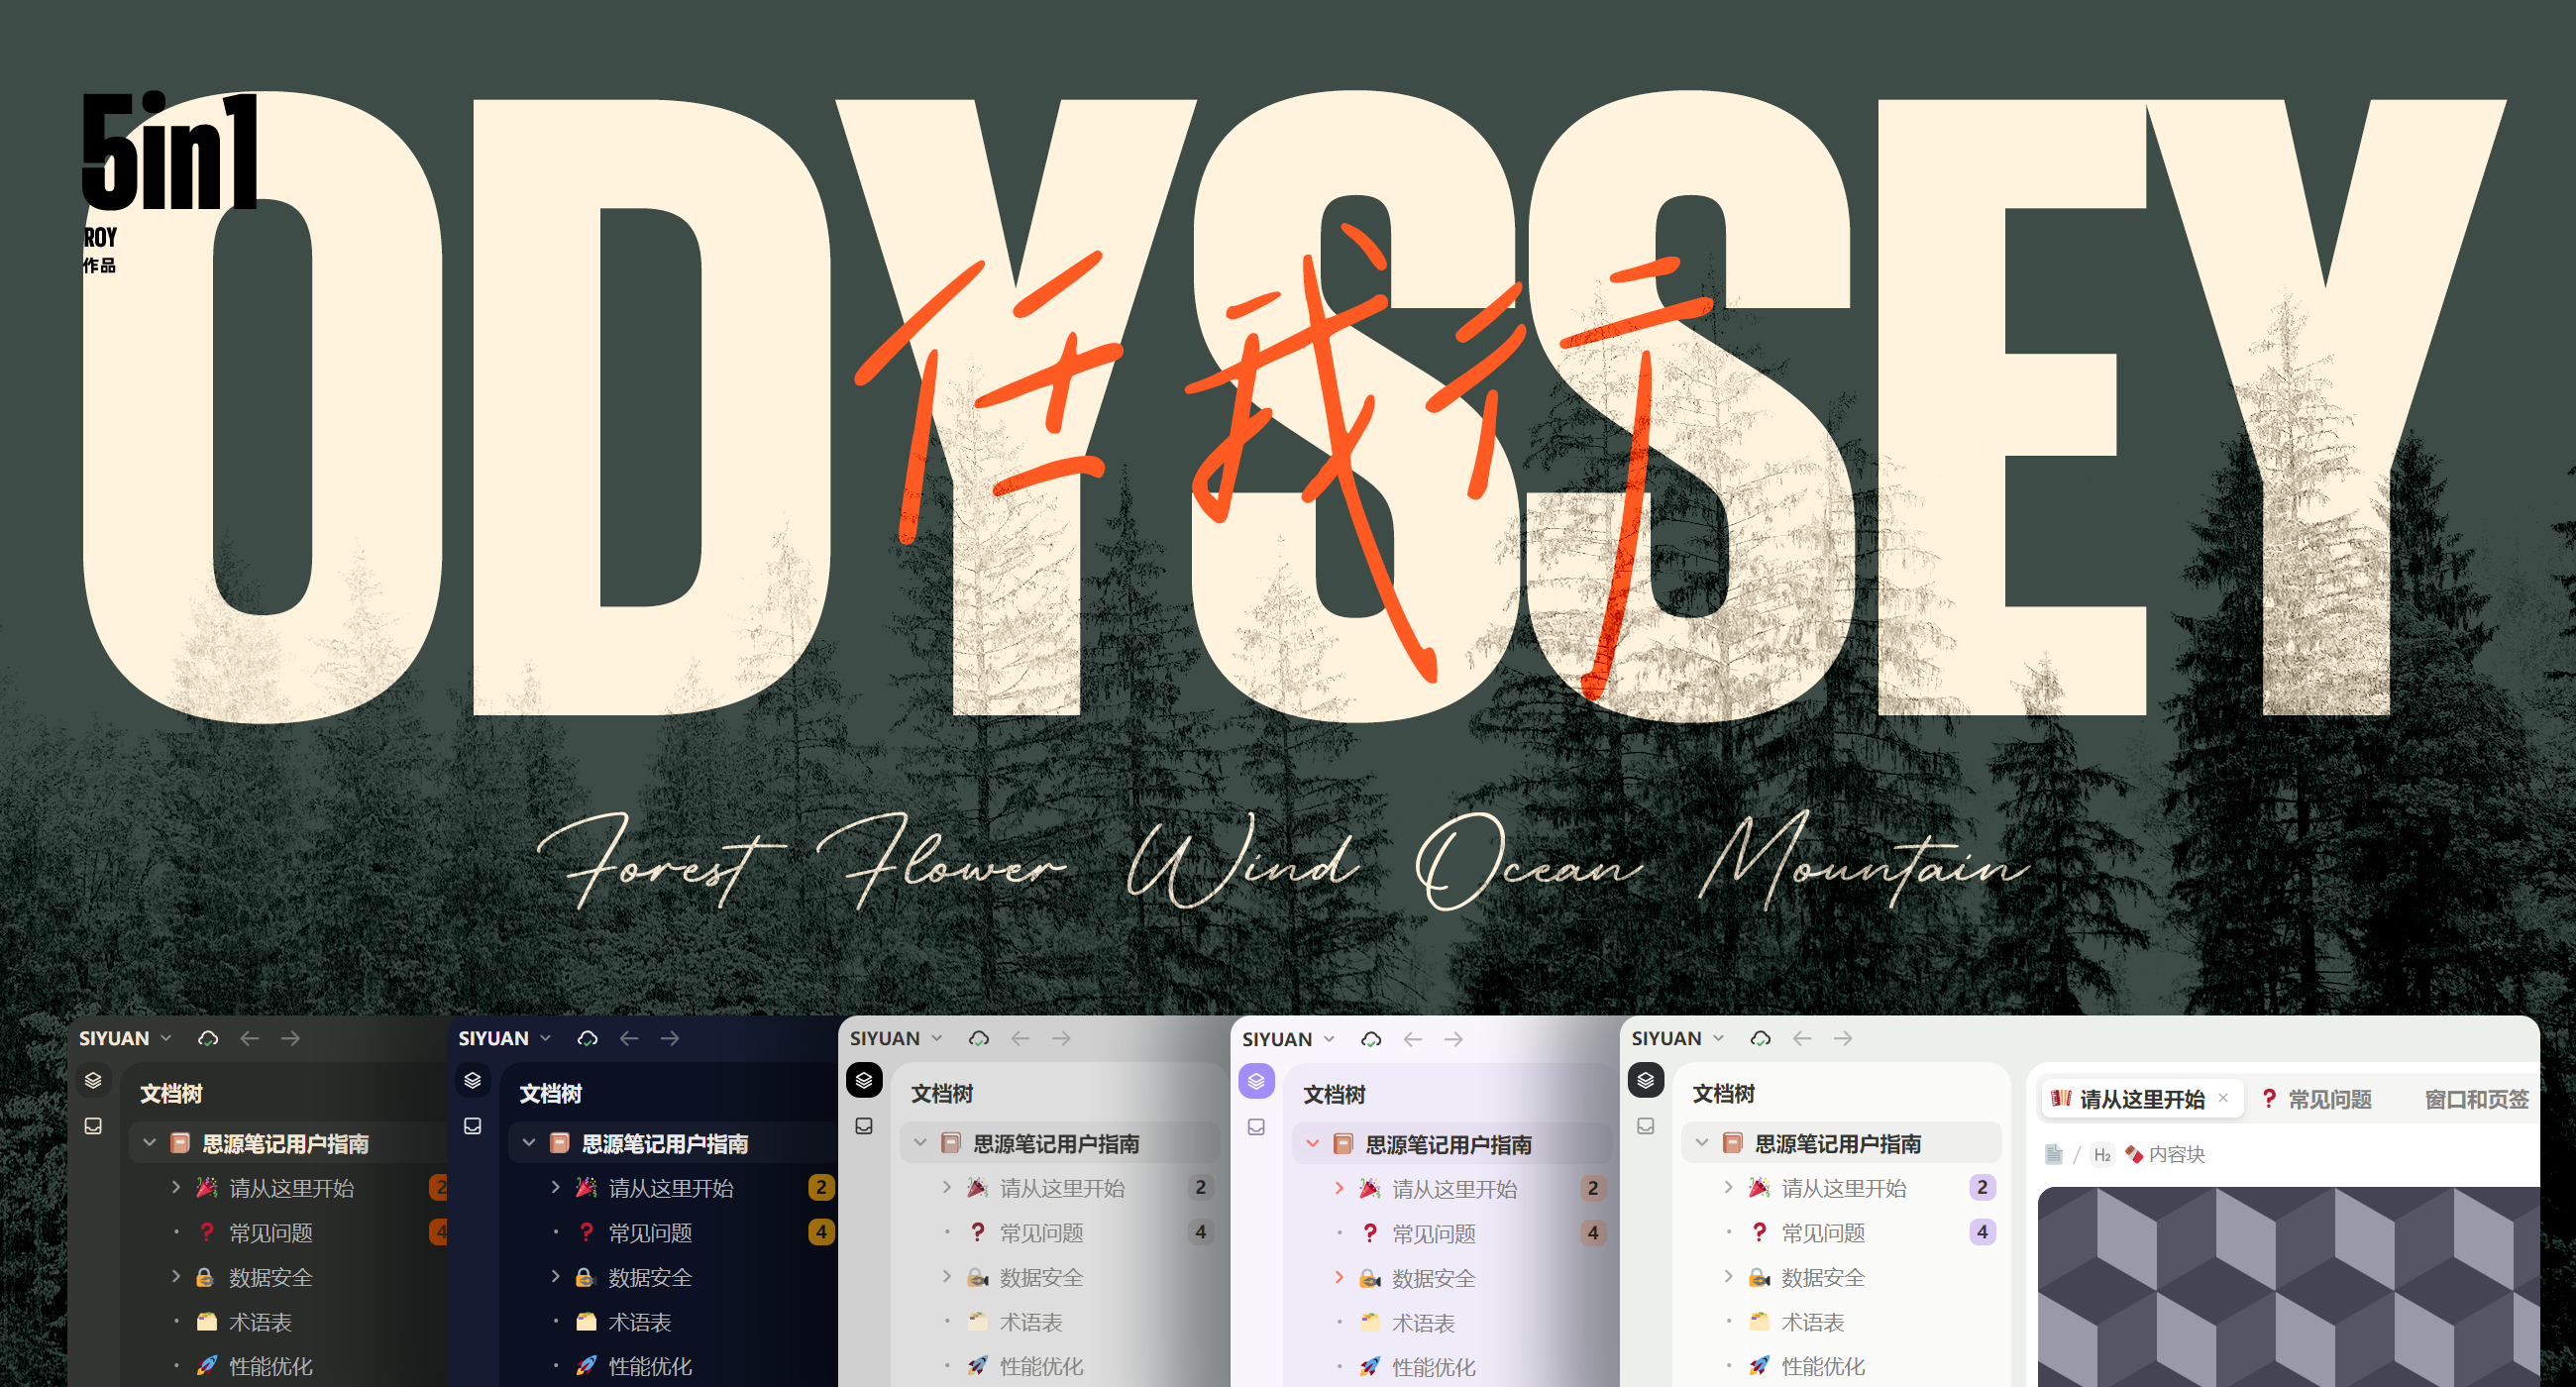 5in1
ROY
作品
ODYSSEY
任我行
Forest Flower Wind Ocean Mountain
SIYUAN
文档树
思源笔记用户指南
请从这里开始 2
常见问题 4
数据安全
术语表
性能优化
SIYUAN
文档树
思源笔记用户指南
请从这里开始 2
常见问题 4
数据安全
术语表
性能优化
SIYUAN
文档树
思源笔记用户指南
请从这里开始 2
常见问题 4
数据安全
术语表
性能优化
SIYUAN
文档树
思源笔记用户指南
请从这里开始 2
常见问题 4
数据安全
术语表
性能优化
SIYUAN
文档树
思源笔记用户指南
请从这里开始 2
常见问题 4
数据安全
术语表
性能优化
请从这里开始 × 常见问题 窗口和页签
/ H2 内容块